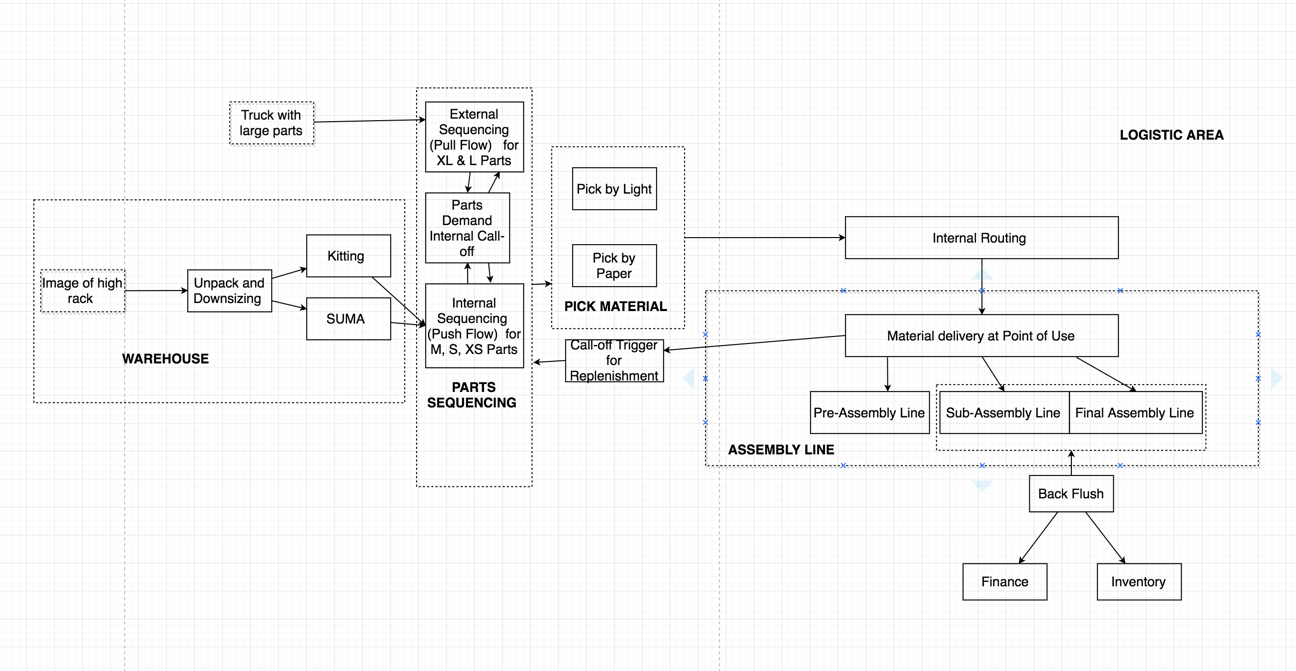 Truck with
large parts
External
Sequencing
(Pull Flow) for
XL & L Parts
LOGISTIC AREA
Parts
Demand
Internal Call-
off
Pick by Light
Pick by
Paper
PICK MATERIAL
Internal Routing
Image of high
rack
Unpack and
Downsizing
Kitting
SUMA
WAREHOUSE
Internal
Sequencing
(Push Flow) for
M, S, XS Parts
PARTS
SEQUENCING
Call-off Trigger
for
Replenishment
Material delivery at Point of Use
Pre-Assembly Line
Sub-Assembly Line
Final Assembly Line
ASSEMBLY LINE
Back Flush
Finance
Inventory